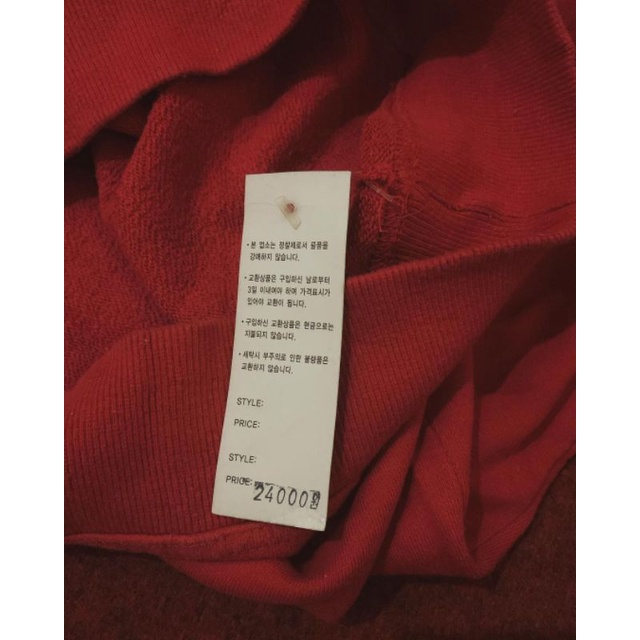 • 본 업소는 정찰제로서 물품을
강매하지 않습니다.
• 교환상품은 구입하신 날로부터
3일 이내여야 하며 가격표시가
있어야 교환이 됩니다.
• 구입하신 교환상품은 현금으로는
지불되지 않습니다.
• 세탁시 부주의로 인한 불량품은
교환하지 않습니다.
STYLE:
PRICE:
STYLE:
PRICE:
24000원